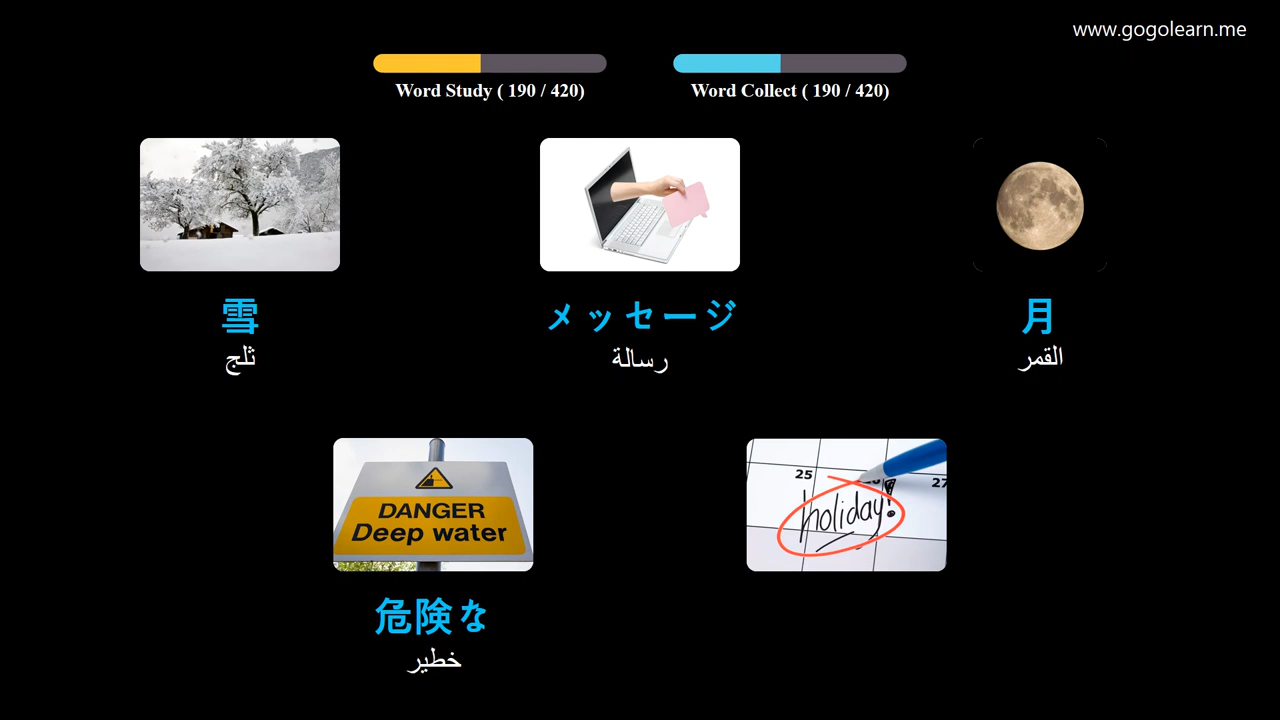 www.gogolearn.me
Word Study ( 190 / 420)
Word Collect ( 190 / 420)
雪
ثلج
メッセージ
رسالة
月
القمر
DANGER
Deep water
危険な
خطير
25
27
holiday!